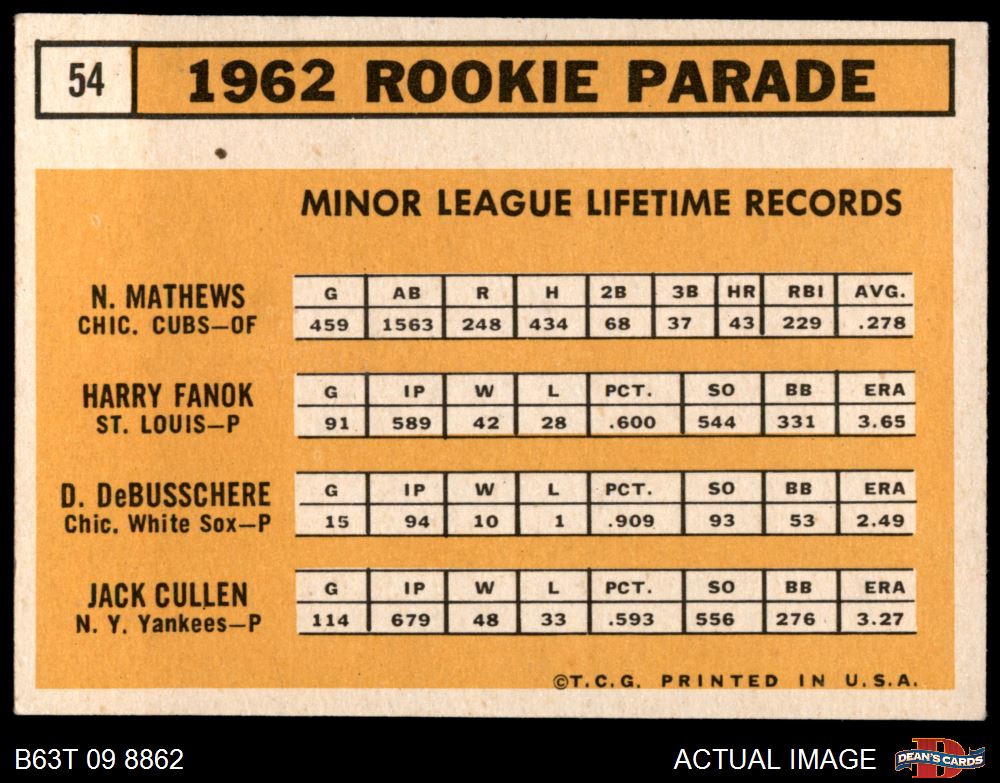 54 1962 ROOKIE PARADE
MINOR LEAGUE LIFETIME RECORDS
N. MATHEWS
CHIC. CUBS—OF
G AB R H 2B 3B HR RBI AVG.
459 1563 248 434 68 37 43 229 .278
HARRY FANOK
ST. LOUIS—P
G IP W L PCT. SO BB ERA
91 589 42 28 .600 544 331 3.65
D. DeBUSSCHERE
Chic. White Sox—P
G IP W L PCT. SO BB ERA
15 94 10 1 .909 93 53 2.49
JACK CULLEN
N. Y. Yankees—P
G IP W L PCT. SO BB ERA
114 679 48 33 .593 556 276 3.27
©T.C.G. PRINTED IN U.S.A.
B63T 09 8862 ACTUAL IMAGE DEAN'S CARDS